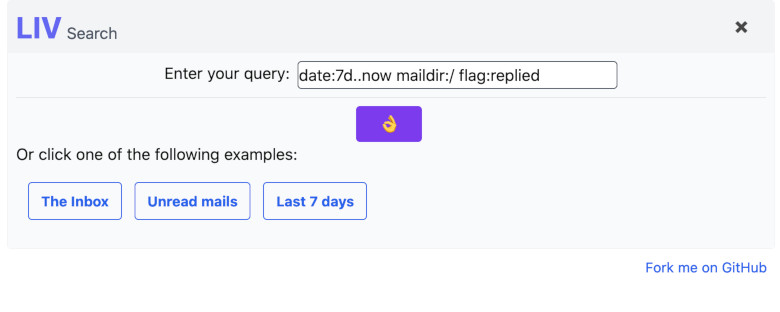 LIV Search
Enter your query: date:7d..now maildir:/ flag:replied
Or click one of the following examples:
The Inbox Unread mails Last 7 days
Fork me on GitHub